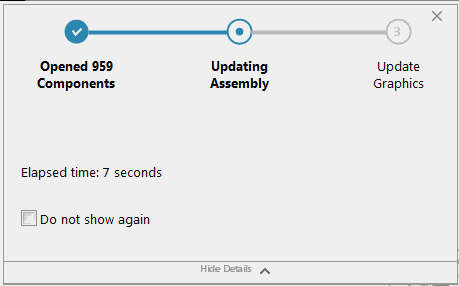 3
Opened 959
Components
Updating
Assembly
Update
Graphics
Elapsed time: 7 seconds
Do not show again
Hide Details